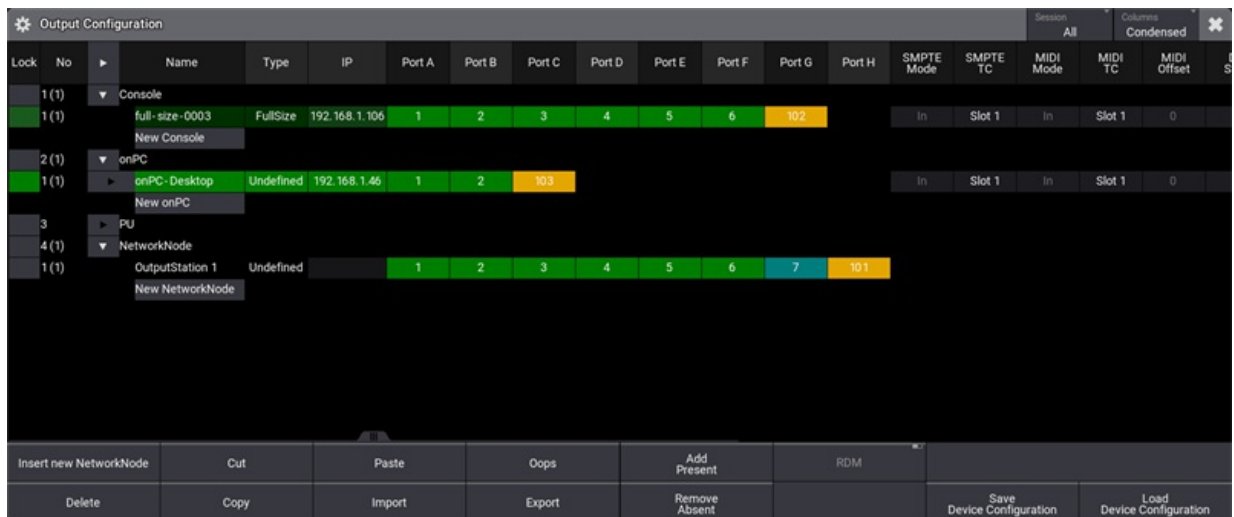 Output Configuration
Session
All
Columns
Condensed
Lock No Name Type IP Port A Port B Port C Port D Port E Port F Port G Port H SMPTE Mode SMPTE TC MIDI Mode MIDI TC MIDI Offset
1 (1) Console
1 (1) full-size-0003 FullSize 192.168.1.106 1 2 3 4 5 6 102 In Slot 1 In Slot 1 0
New Console
2 (1) onPC
1 (1) onPC-Desktop Undefined 192.168.1.46 1 2 103 In Slot 1 In Slot 1 0
New onPC
3 PU
4 (1) NetworkNode
1 (1) OutputStation 1 Undefined 1 2 3 4 5 6 7 101
New NetworkNode
Insert new NetworkNode Cut Paste Oops Add Present RDM
Delete Copy Import Export Remove Absent Save Device Configuration Load Device Configuration